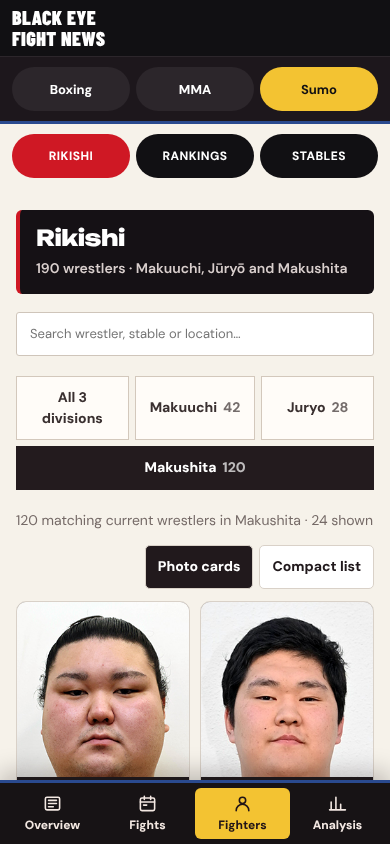 BLACK EYE
FIGHT NEWS
Boxing
MMA
Sumo
RIKISHI
RANKINGS
STABLES
Rikishi
190 wrestlers · Makuuchi, Jūryō and Makushita
Search wrestler, stable or location...
All 3
divisions
Makuuchi 42
Juryo 28
Makushita 120
120 matching current wrestlers in Makushita · 24 shown
Photo cards
Compact list
Overview
Fights
Fighters
Analysis